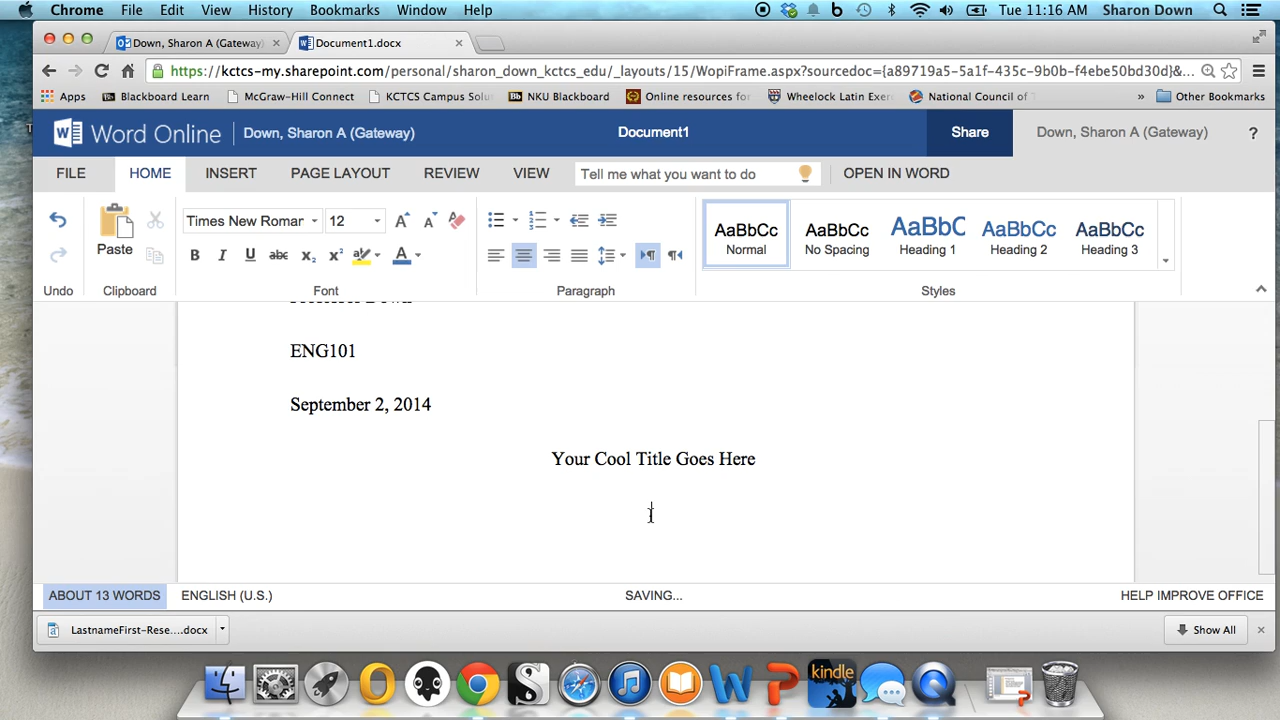 Chrome File Edit View History Bookmarks Window Help Tue 11:16 AM Sharon Down
Down, Sharon A (Gateway) Document1.docx
https://kctcs-my.sharepoint.com/personal/sharon_down_kctcs_edu/_layouts/15/WopiFrame.aspx?sourcedoc={a89719a5-5a1f-435c-9b0b-f4ebe50bd30d}&...
Apps Blackboard Learn McGraw-Hill Connect KCTCS Campus Solu NKU Blackboard Online resources for Wheelock Latin Exer National Council of » Other Bookmarks
Word Online Down, Sharon A (Gateway) Document1 Share Down, Sharon A (Gateway) ?
FILE HOME INSERT PAGE LAYOUT REVIEW VIEW Tell me what you want to do OPEN IN WORD
Times New Romar 12
Paste
B I U abc x₂ x² A
AaBbCc AaBbCc AaBbC AaBbCc AaBbCc
Normal No Spacing Heading 1 Heading 2 Heading 3
Undo Clipboard Font Paragraph Styles
ENG101
September 2, 2014
Your Cool Title Goes Here
ABOUT 13 WORDS ENGLISH (U.S.) SAVING... HELP IMPROVE OFFICE
LastnameFirst-Rese....docx Show All
kindle